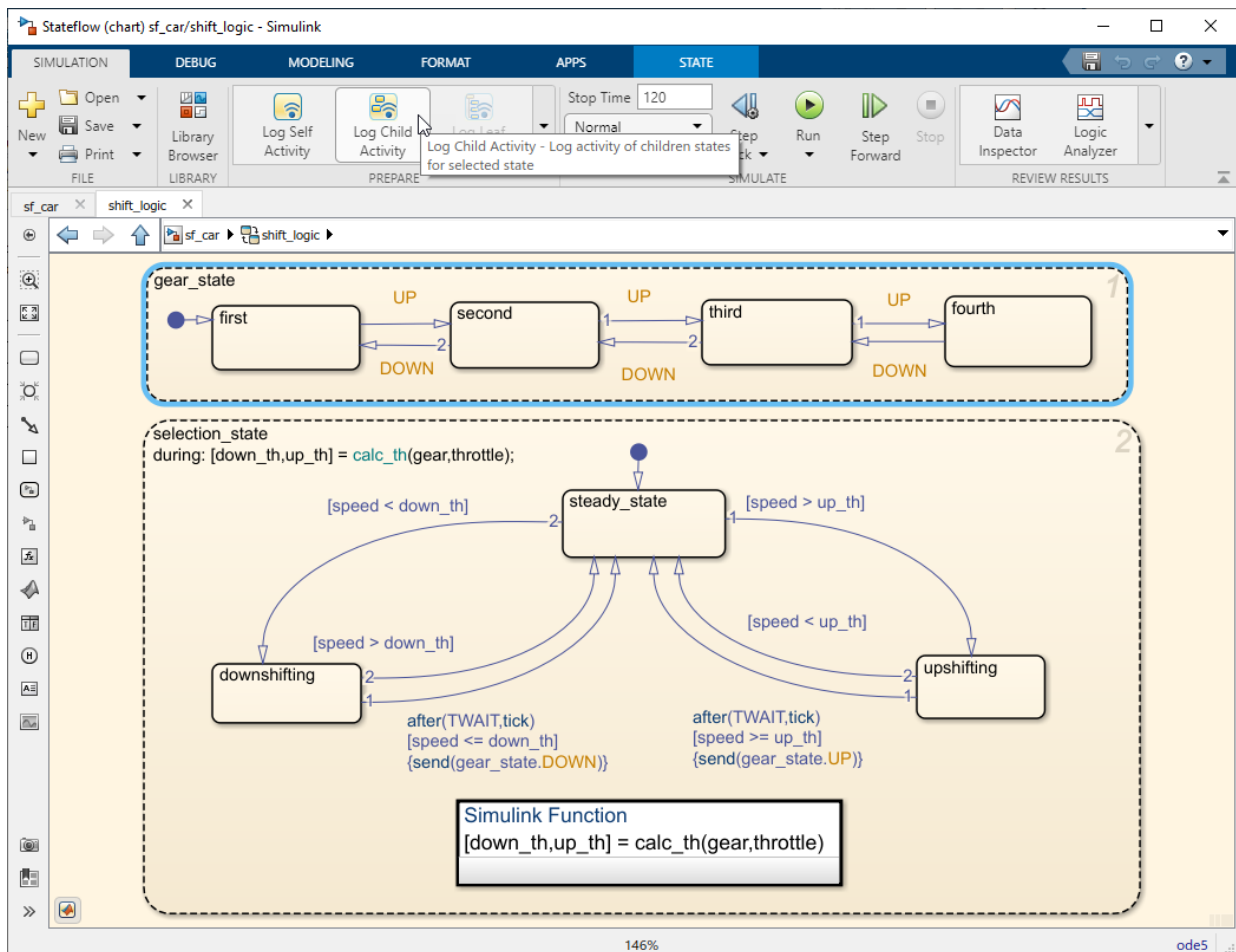 Stateflow (chart) sf_car/shift_logic - Simulink
SIMULATION DEBUG MODELING FORMAT APPS STATE
New
Open
Save
Print
FILE
Library
Browser
LIBRARY
Log Self
Activity
Log Child
Activity
Log Leaf
PREPARE
Log Child Activity - Log activity of children states
for selected state
Stop Time 120
Normal
Step
Run
Step
Forward
Stop
SIMULATE
Data
Inspector
Logic
Analyzer
REVIEW RESULTS
sf_car shift_logic
sf_car shift_logic
gear_state
1
first
UP
second
UP
third
UP
fourth
1
1
2
2
DOWN
DOWN
DOWN
selection_state
2
during: [down_th,up_th] = calc_th(gear,throttle);
steady_state
[speed < down_th]
[speed > up_th]
2
1
[speed > down_th]
[speed < up_th]
downshifting
upshifting
2
1
2
1
after(TWAIT,tick)
[speed <= down_th]
{send(gear_state.DOWN)}
after(TWAIT,tick)
[speed >= up_th]
{send(gear_state.UP)}
Simulink Function
[down_th,up_th] = calc_th(gear,throttle)
146%
ode5